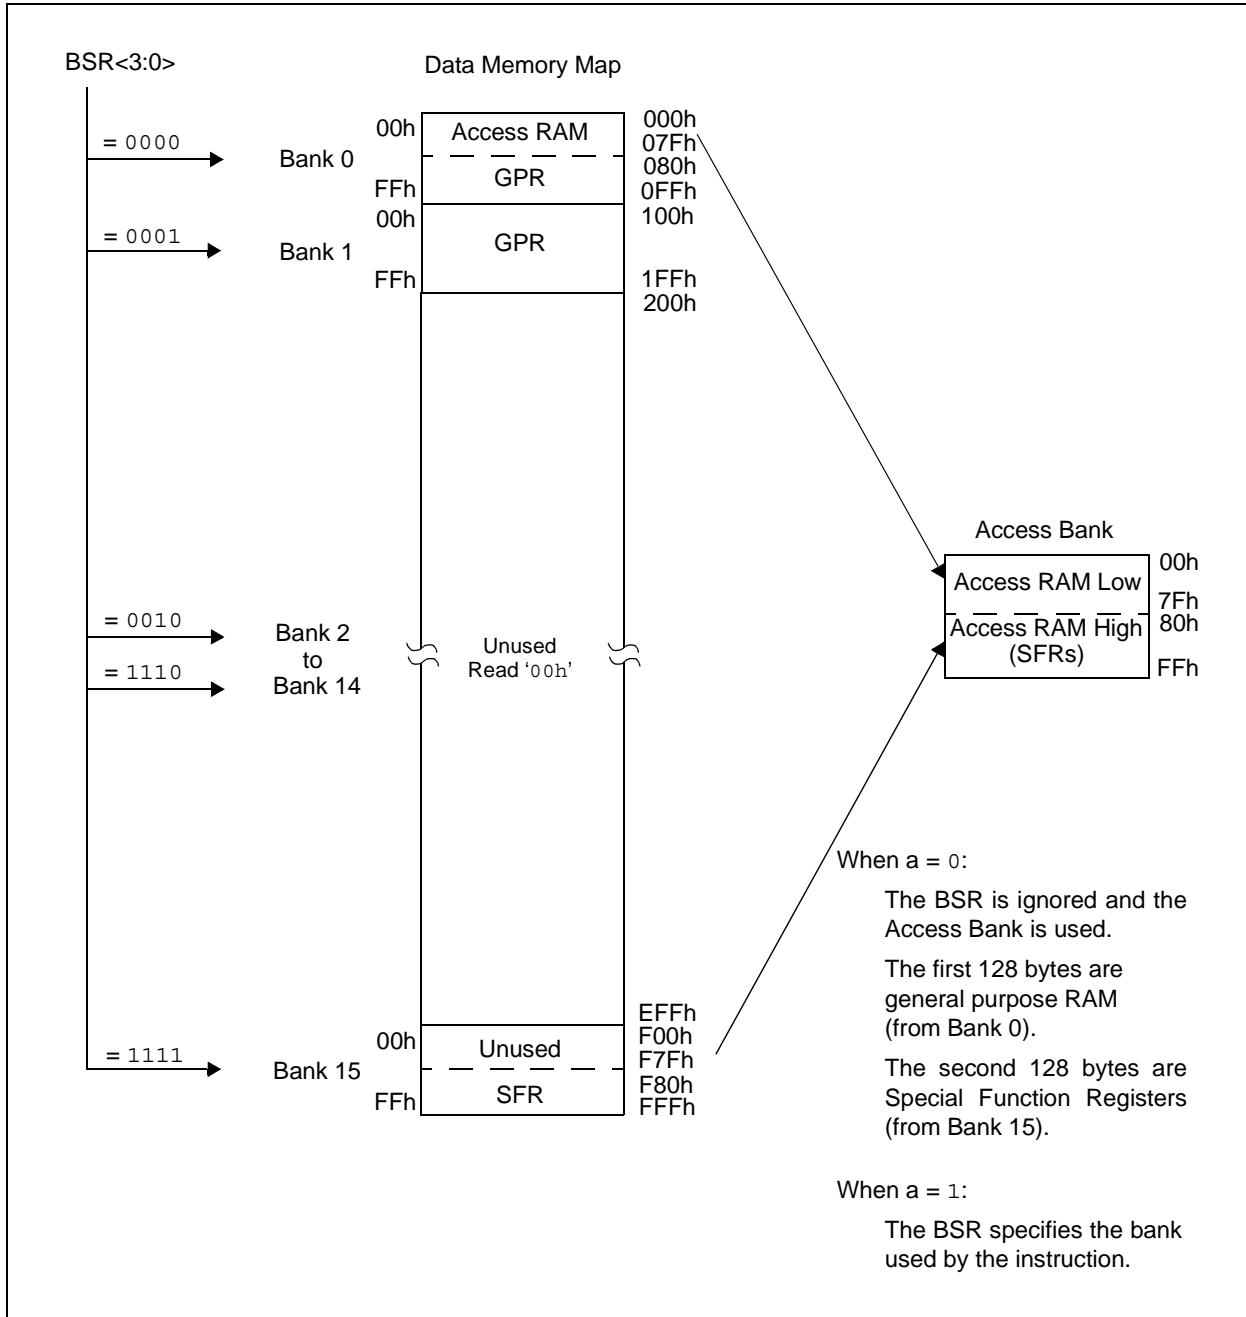 BSR<3:0>
Data Memory Map
= 0000
Bank 0
00h
Access RAM
000h
07Fh
080h
GPR
FFh
0FFh
= 0001
Bank 1
00h
GPR
100h
FFh
1FFh
200h
Access Bank
Access RAM Low
00h
7Fh
Access RAM High
(SFRs)
80h
FFh
= 0010
Bank 2
to
= 1110
Bank 14
Unused
Read ‘00h’
When a = 0:
The BSR is ignored and the
Access Bank is used.
The first 128 bytes are
general purpose RAM
(from Bank 0).
The second 128 bytes are
Special Function Registers
(from Bank 15).
When a = 1:
The BSR specifies the bank
used by the instruction.
EFFh
= 1111
Bank 15
00h
Unused
F00h
F7Fh
F80h
FFh
SFR
FFFh